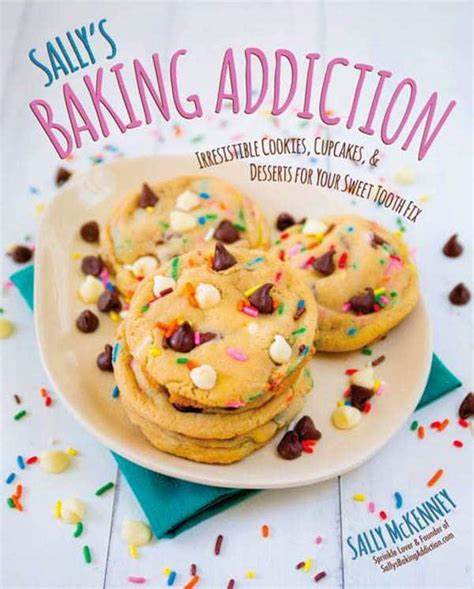 SALLY'S
BAKING ADDICTION
IRRESISTIBLE COOKIES, CUPCAKES, &
DESSERTS FOR YOUR SWEET TOOTH FIX
SALLY MCKENNEY
Sprinkle Lover & Founder of
SallysBakingAddiction.com